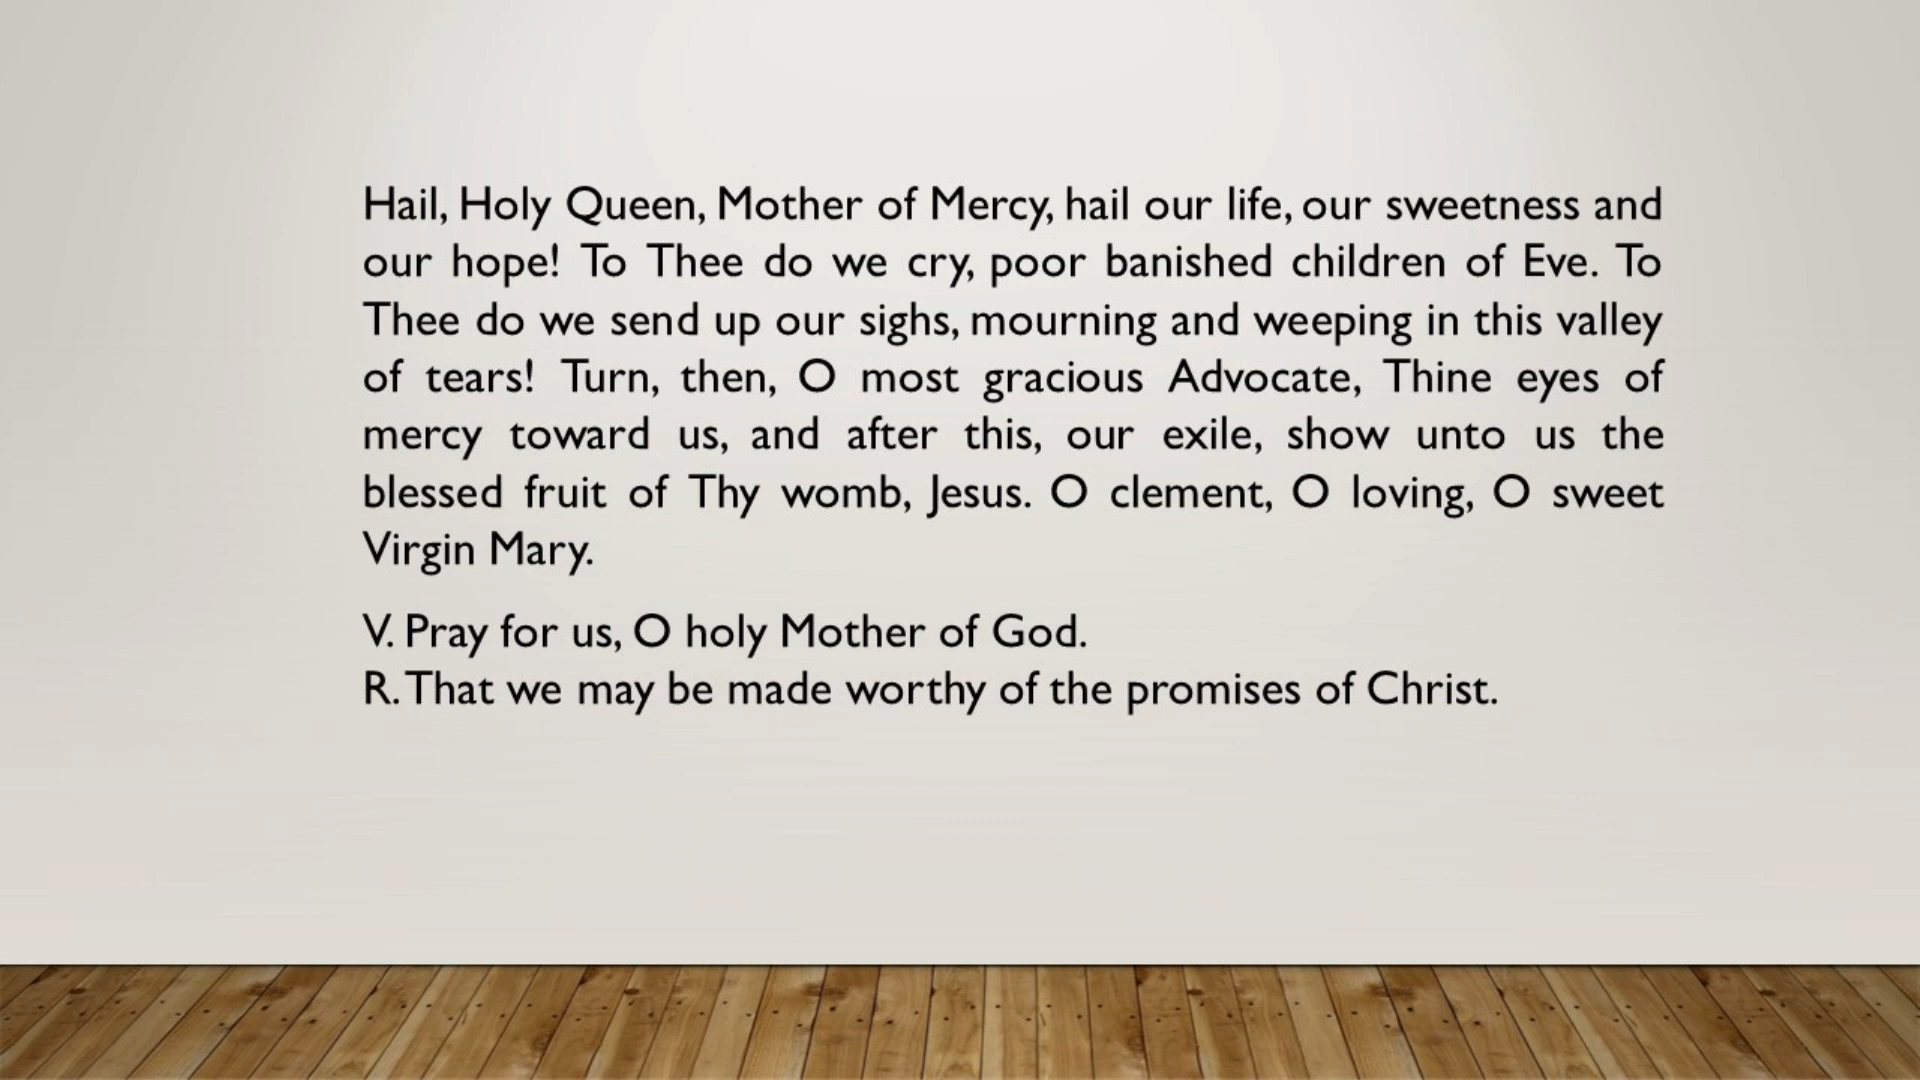 Hail, Holy Queen, Mother of Mercy, hail our life, our sweetness and
our hope! To Thee do we cry, poor banished children of Eve. To
Thee do we send up our sighs, mourning and weeping in this valley
of tears! Turn, then, O most gracious Advocate, Thine eyes of
mercy toward us, and after this, our exile, show unto us the
blessed fruit of Thy womb, Jesus. O clement, O loving, O sweet
Virgin Mary.
V. Pray for us, O holy Mother of God.
R. That we may be made worthy of the promises of Christ.